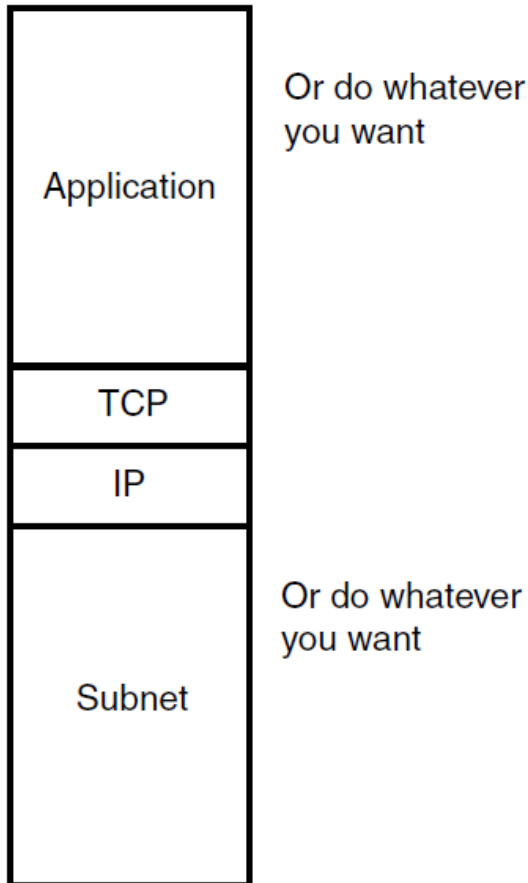 Or do whatever
you want
Application
TCP
IP
Or do whatever
you want
Subnet